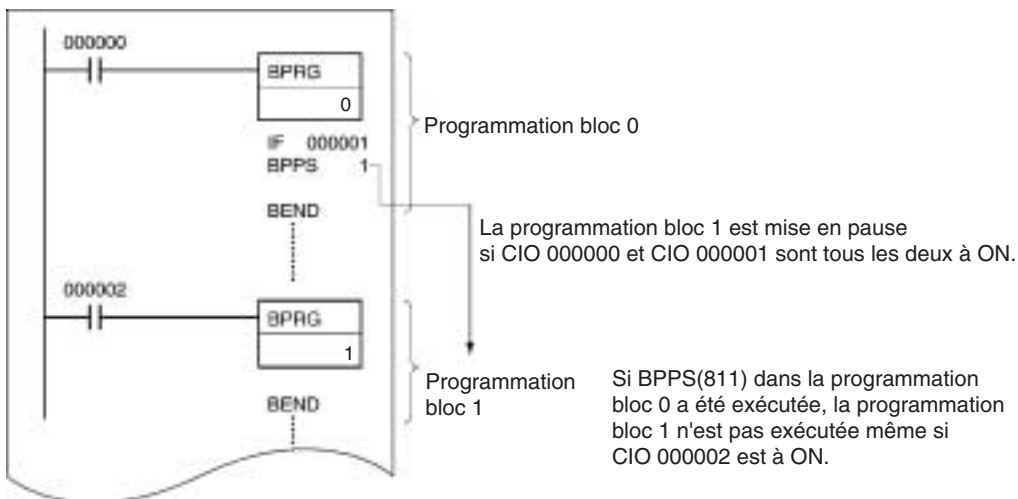 000000
BPRG
0
Programmation bloc 0
IF 000001
BPPS 1
BEND
La programmation bloc 1 est mise en pause
si CIO 000000 et CIO 000001 sont tous les deux à ON.
000002
BPRG
1
Programmation
bloc 1
BEND
Si BPPS(811) dans la programmation
bloc 0 a été exécutée, la programmation
bloc 1 n'est pas exécutée même si
CIO 000002 est à ON.